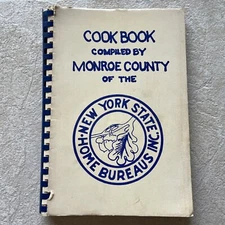 COOK BOOK
COMPILED BY
MONROE COUNTY
OF THE
NEW YORK STATE
HOME BUREAUS INC.